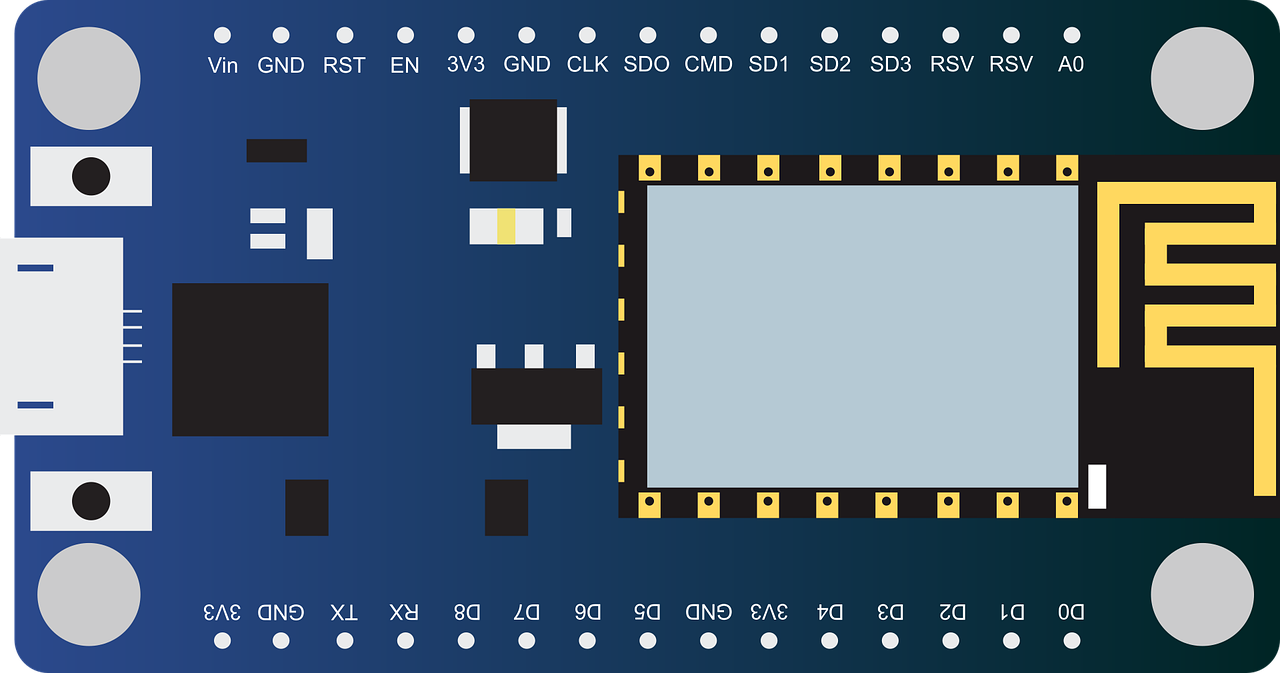 Vin GND RST EN 3V3 GND CLK SDO CMD SD1 SD2 SD3 RSV RSV A0
3V3 GND TX RX D8 D7 D6 D5 GND 3V3 D4 D3 D2 D1 D0